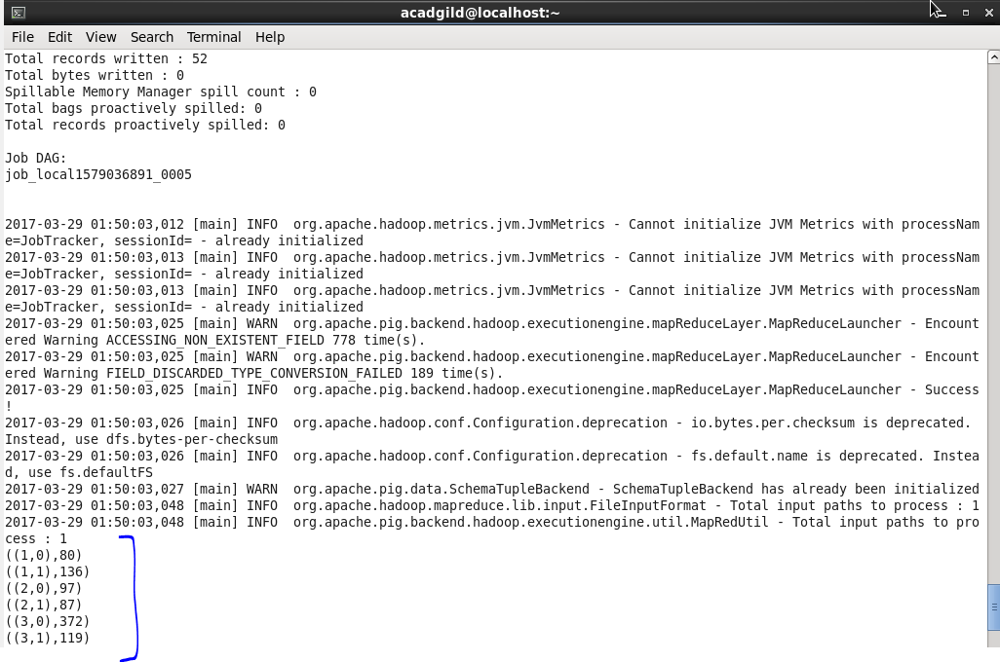 acadgild@localhost:~
File Edit View Search Terminal Help
Total records written : 52
Total bytes written : 0
Spillable Memory Manager spill count : 0
Total bags proactively spilled: 0
Total records proactively spilled: 0
Job DAG:
job_local1579036891_0005
2017-03-29 01:50:03,012 [main] INFO  org.apache.hadoop.metrics.jvm.JvmMetrics - Cannot initialize JVM Metrics with processNam
e=JobTracker, sessionId= - already initialized
2017-03-29 01:50:03,013 [main] INFO  org.apache.hadoop.metrics.jvm.JvmMetrics - Cannot initialize JVM Metrics with processNam
e=JobTracker, sessionId= - already initialized
2017-03-29 01:50:03,013 [main] INFO  org.apache.hadoop.metrics.jvm.JvmMetrics - Cannot initialize JVM Metrics with processNam
e=JobTracker, sessionId= - already initialized
2017-03-29 01:50:03,025 [main] WARN  org.apache.pig.backend.hadoop.executionengine.mapReduceLayer.MapReduceLauncher - Encount
ered Warning ACCESSING_NON_EXISTENT_FIELD 778 time(s).
2017-03-29 01:50:03,025 [main] WARN  org.apache.pig.backend.hadoop.executionengine.mapReduceLayer.MapReduceLauncher - Encount
ered Warning FIELD_DISCARDED_TYPE_CONVERSION_FAILED 189 time(s).
2017-03-29 01:50:03,025 [main] INFO  org.apache.pig.backend.hadoop.executionengine.mapReduceLayer.MapReduceLauncher - Success
!
2017-03-29 01:50:03,026 [main] INFO  org.apache.hadoop.conf.Configuration.deprecation - io.bytes.per.checksum is deprecated.
Instead, use dfs.bytes-per-checksum
2017-03-29 01:50:03,026 [main] INFO  org.apache.hadoop.conf.Configuration.deprecation - fs.default.name is deprecated. Instea
d, use fs.defaultFS
2017-03-29 01:50:03,027 [main] WARN  org.apache.pig.data.SchemaTupleBackend - SchemaTupleBackend has already been initialized
2017-03-29 01:50:03,048 [main] INFO  org.apache.hadoop.mapreduce.lib.input.FileInputFormat - Total input paths to process : 1
2017-03-29 01:50:03,048 [main] INFO  org.apache.pig.backend.hadoop.executionengine.util.MapRedUtil - Total input paths to pro
cess : 1
((1,0),80)
((1,1),136)
((2,0),97)
((2,1),87)
((3,0),372)
((3,1),119)